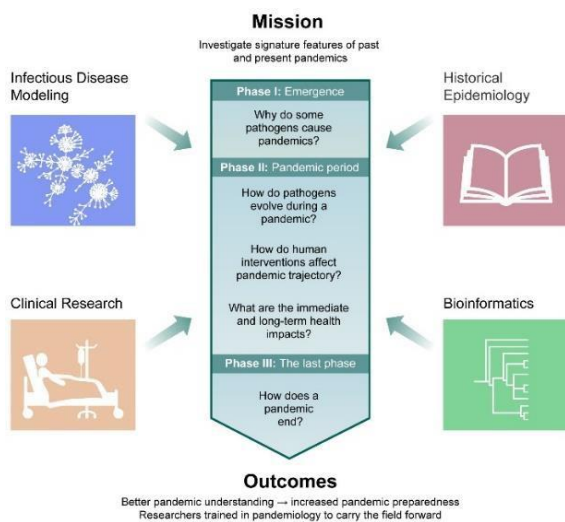 Mission
Investigate signature features of past
and present pandemics
Infectious Disease
Modeling
Historical
Epidemiology
Phase I: Emergence
Why do some
pathogens cause
pandemics?
Phase II: Pandemic period
How do pathogens
evolve during a
pandemic?
How do human
interventions affect
pandemic trajectory?
Clinical Research
Bioinformatics
What are the immediate
and long-term health
impacts?
Phase III: The last phase
How does a
pandemic
end?
Outcomes
Better pandemic understanding → increased pandemic preparedness
Researchers trained in pandemiology to carry the field forward